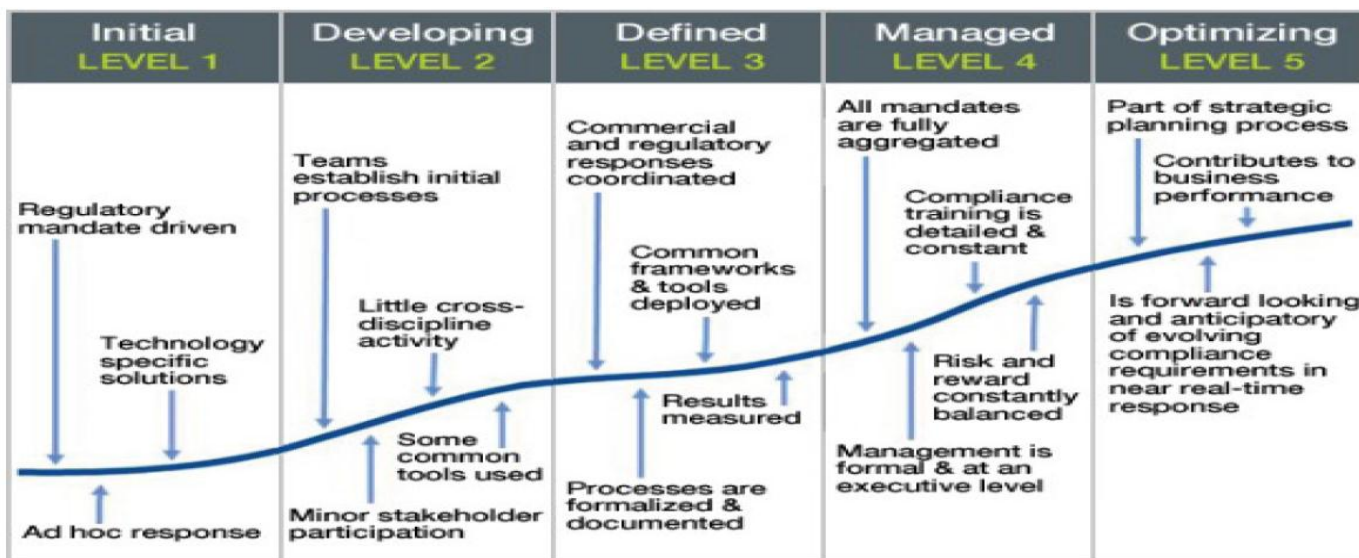 Initial
LEVEL 1
Developing
LEVEL 2
Defined
LEVEL 3
Managed
LEVEL 4
Optimizing
LEVEL 5
Regulatory
mandate driven
Technology
specific
solutions
Ad hoc response
Teams
establish initial
processes
Little cross-
discipline
activity
Some
common
tools used
Minor stakeholder
participation
Commercial
and regulatory
responses
coordinated
Common
frameworks
& tools
deployed
Results
measured
Processes are
formalized &
documented
All mandates
are fully
aggregated
Compliance
training is
detailed &
constant
Risk and
reward
constantly
balanced
Management is
formal & at an
executive level
Part of strategic
planning process
Contributes to
business
performance
Is forward looking
and anticipatory
of evolving
compliance
requirements in
near real-time
response